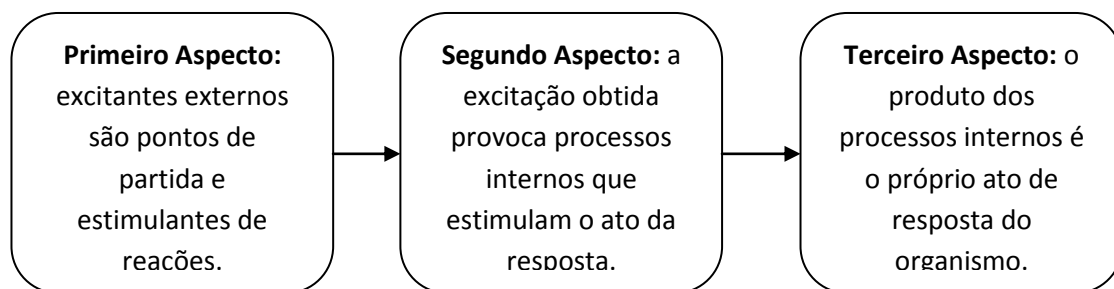 Primeiro Aspecto:
excitantes externos
são pontos de
partida e
estimulantes de
reações.
Segundo Aspecto: a
excitação obtida
provoca processos
internos que
estimulam o ato da
resposta.
Terceiro Aspecto: o
produto dos
processos internos é
o próprio ato de
resposta do
organismo.